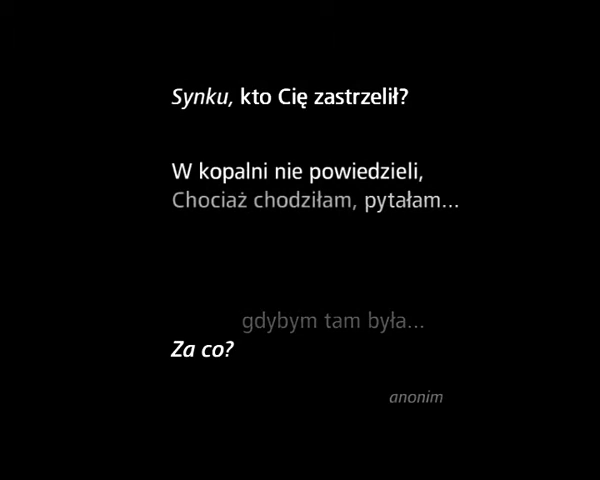 Synku, kto Cię zastrzelił?
W kopalni nie powiedzieli,
Chociaż chodziłam, pytałam...
gdybym tam była...
Za co?
anonim